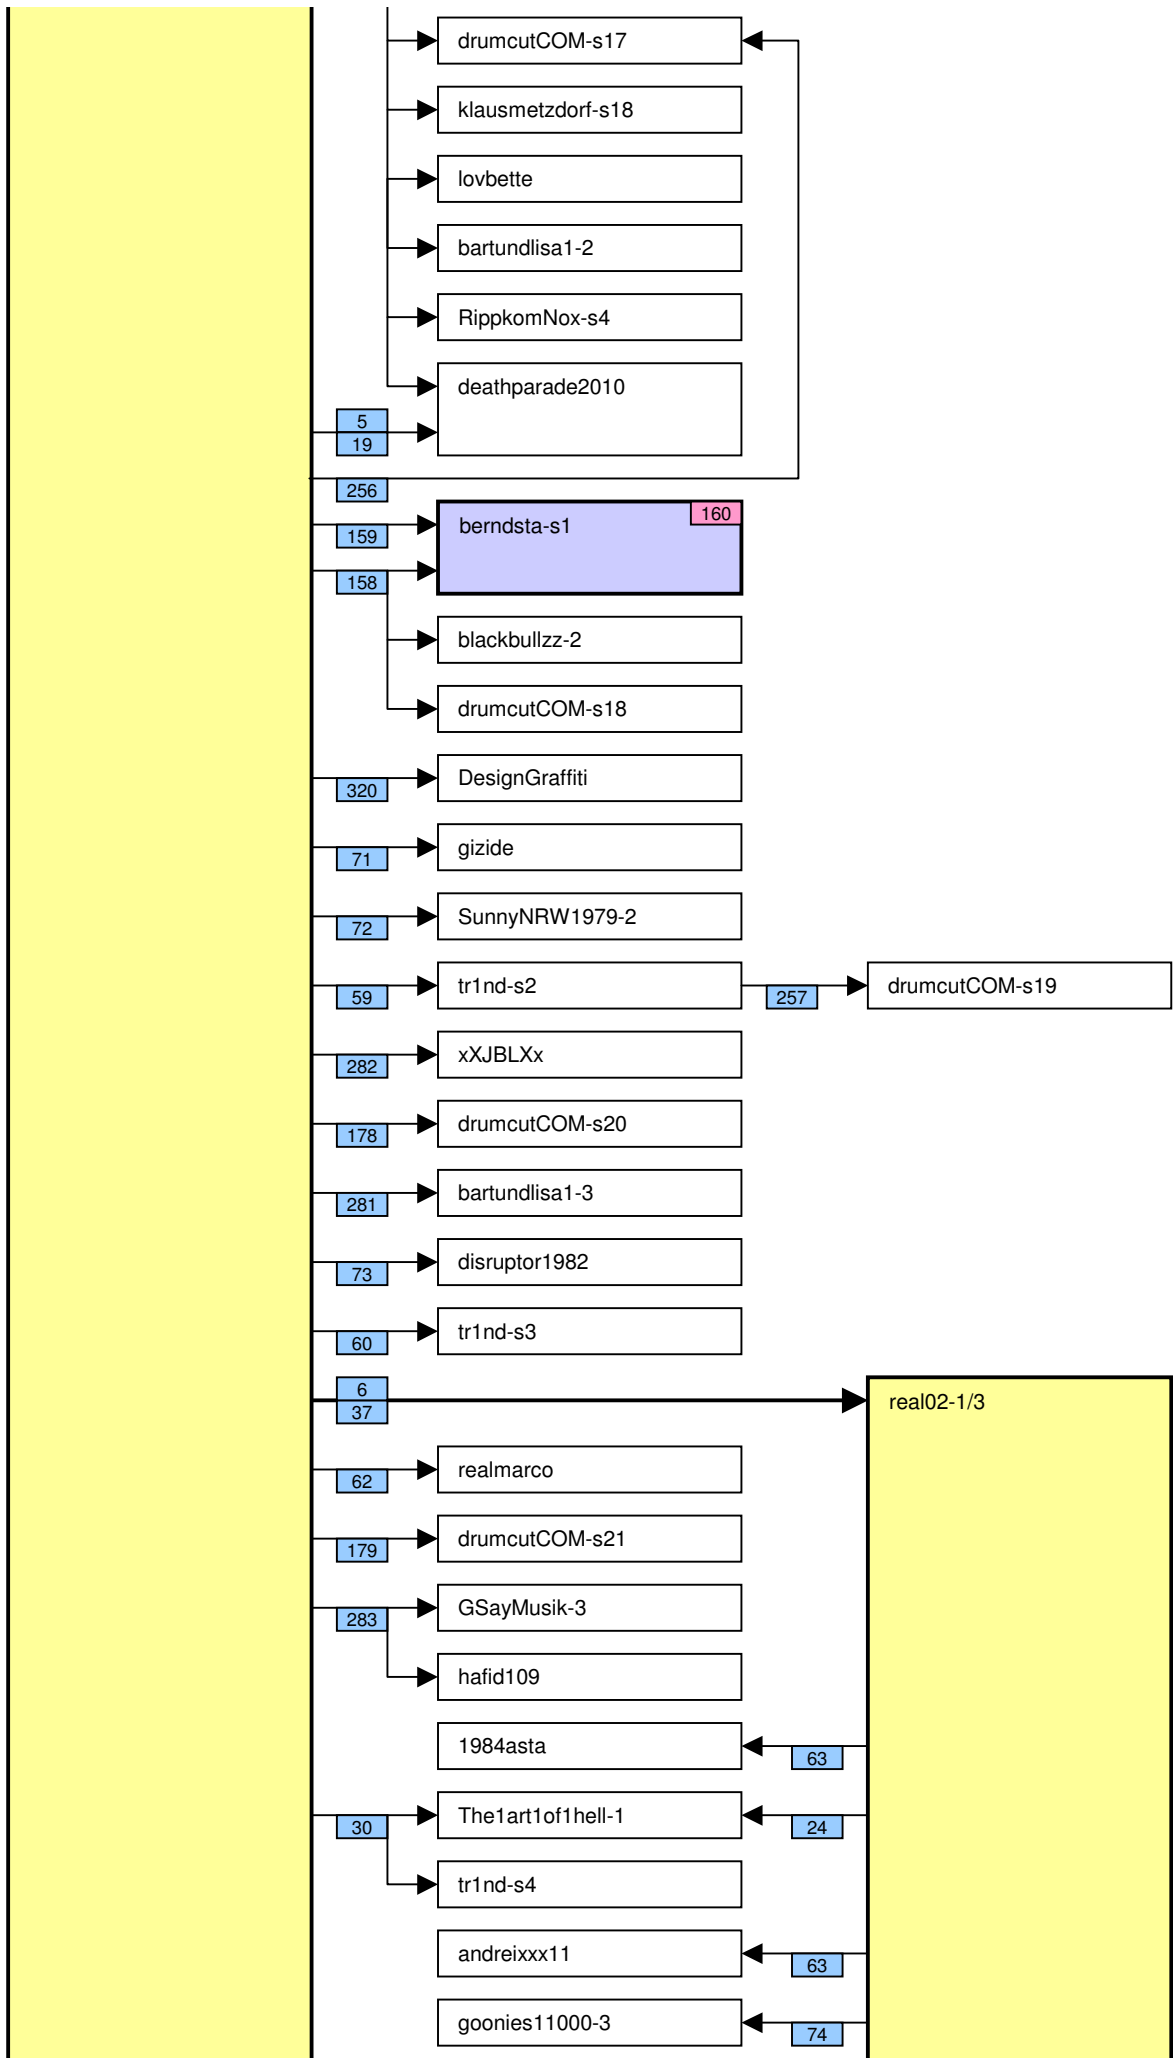 drumcutCOM-s17
klausmetzdorf-s18
lovbette
bartundlisa1-2
RippkomNox-s4
deathparade2010
5
19
256
berndsta-s1
160
159
158
blackbullzz-2
drumcutCOM-s18
DesignGraffiti
320
gizide
71
SunnyNRW1979-2
72
tr1nd-s2
59
257
drumcutCOM-s19
xXJBLXx
282
drumcutCOM-s20
178
bartundlisa1-3
281
disruptor1982
73
tr1nd-s3
60
6
37
real02-1/3
realmarco
62
drumcutCOM-s21
179
GSayMusik-3
283
hafid109
1984asta
63
The1art1of1hell-1
30
24
tr1nd-s4
andreixxx11
63
goonies11000-3
74